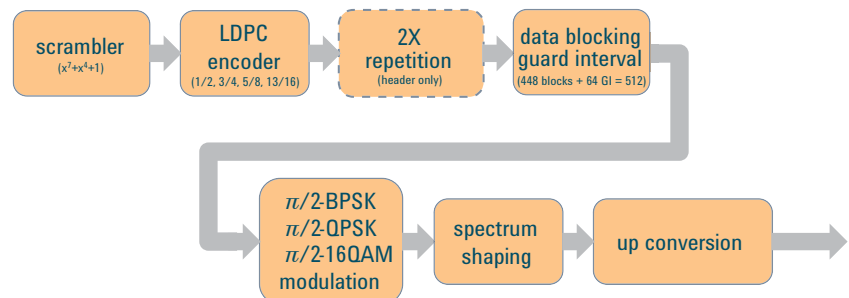 scrambler
(x⁷+x⁴+1)
LDPC
encoder
(1/2, 3/4, 5/8, 13/16)
2X
repetition
(header only)
data blocking
guard interval
(448 blocks + 64 GI = 512)
π/2-BPSK
π/2-QPSK
π/2-16QAM
modulation
spectrum
shaping
up conversion